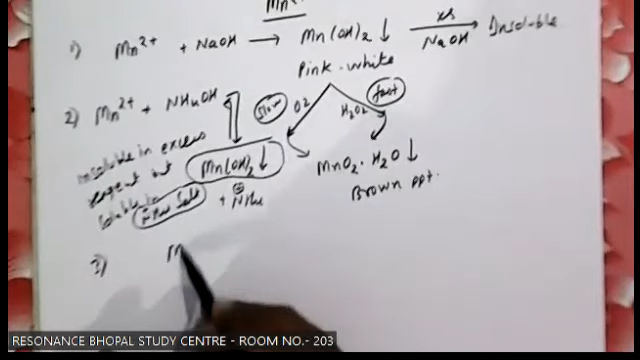 Mn²⁺
1) Mn²⁺ + NaOH → Mn(OH)₂ ↓ xs NaOH → Insoluble
Pink-white
2) Mn²⁺ + NH₄OH
slow O2
H₂O₂ fast
Insoluble in excess
reagent but
Soluble in
NH₄ Salt
Mn(OH)₂ ↓
+ NH₄⊕
MnO₂·H₂O ↓
Brown ppt.
3) M
RESONANCE BHOPAL STUDY CENTRE - ROOM NO.- 203